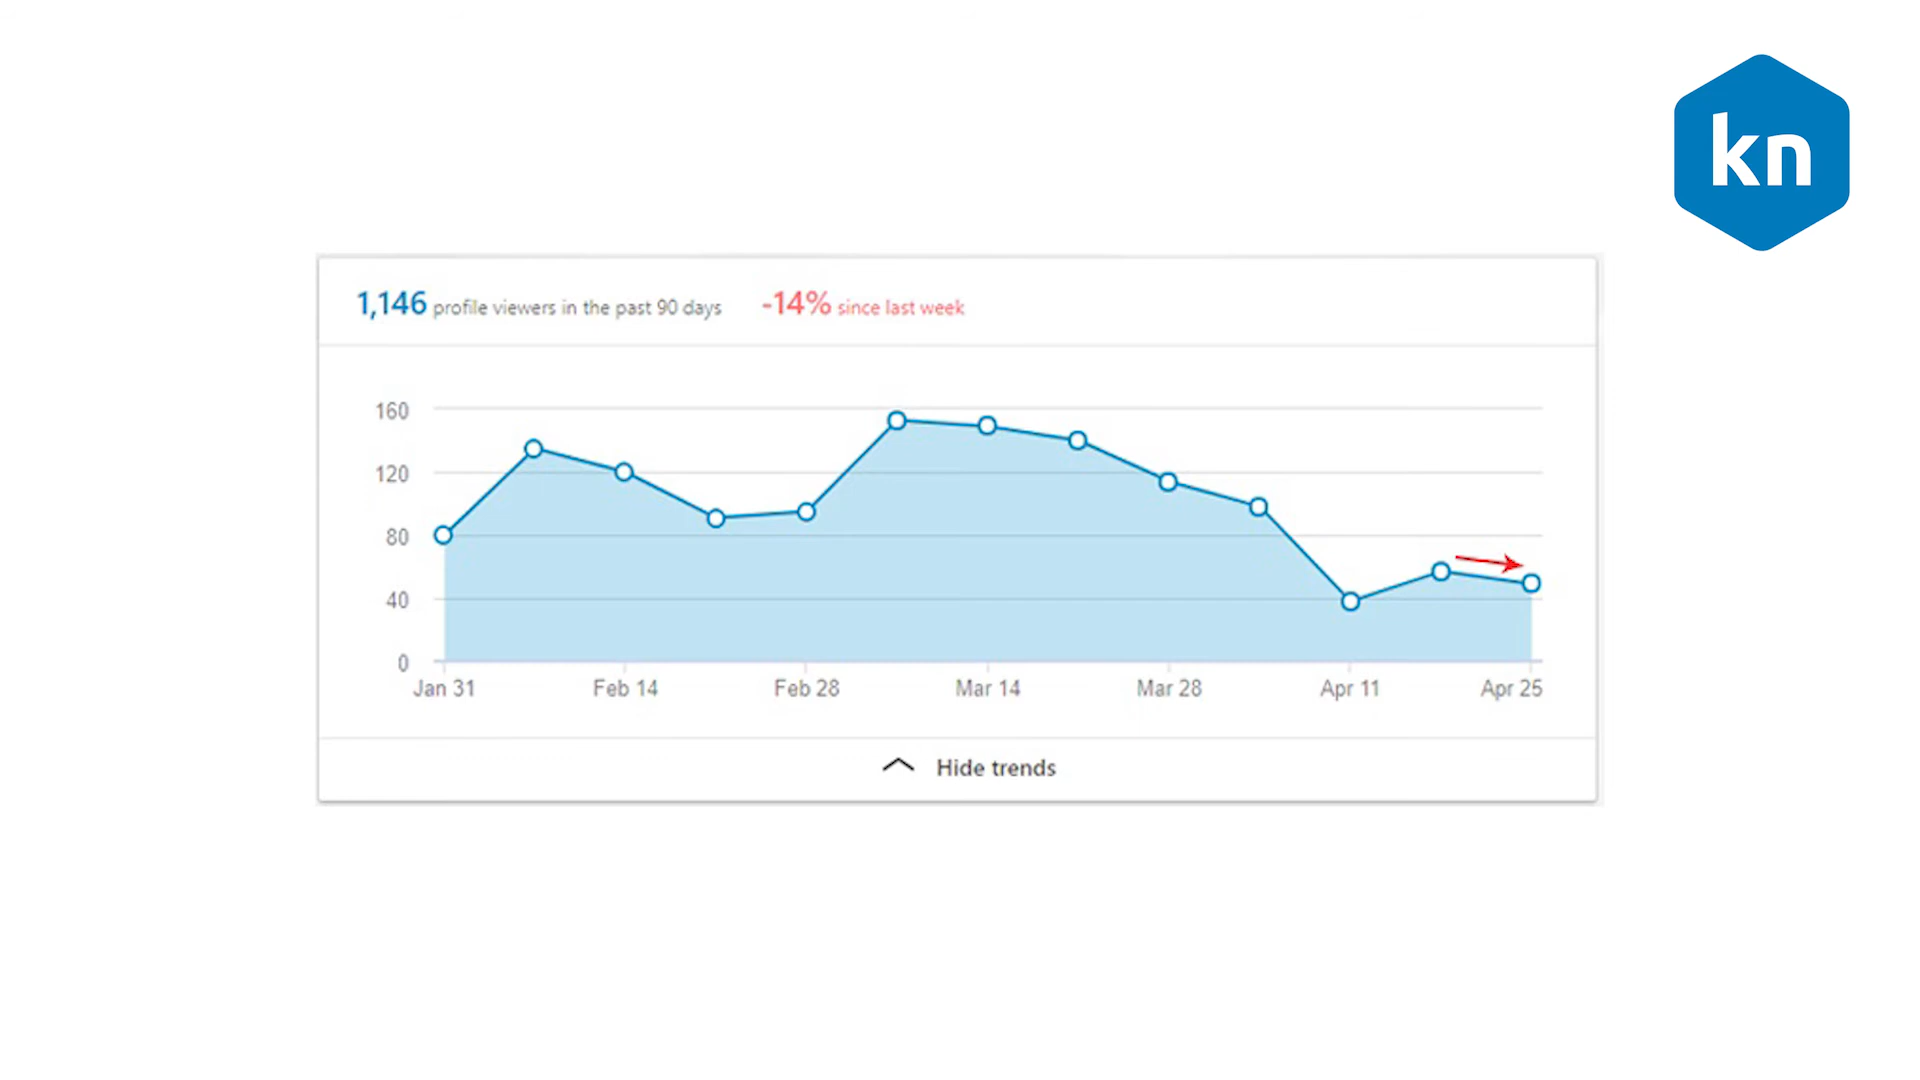 kn
1,146 profile viewers in the past 90 days -14% since last week
160
120
80
40
0
Jan 31 Feb 14 Feb 28 Mar 14 Mar 28 Apr 11 Apr 25
Hide trends